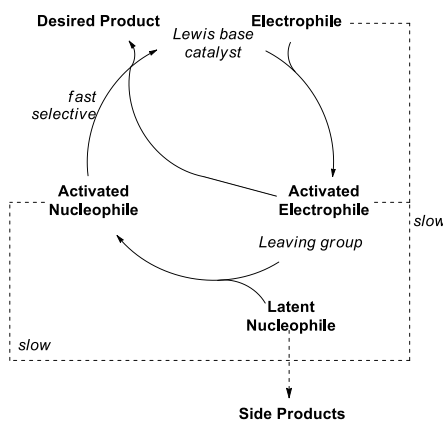 Desired Product
Electrophile
Lewis base
catalyst
fast
selective
Activated
Nucleophile
Activated
Electrophile
slow
Leaving group
Latent
Nucleophile
slow
Side Products